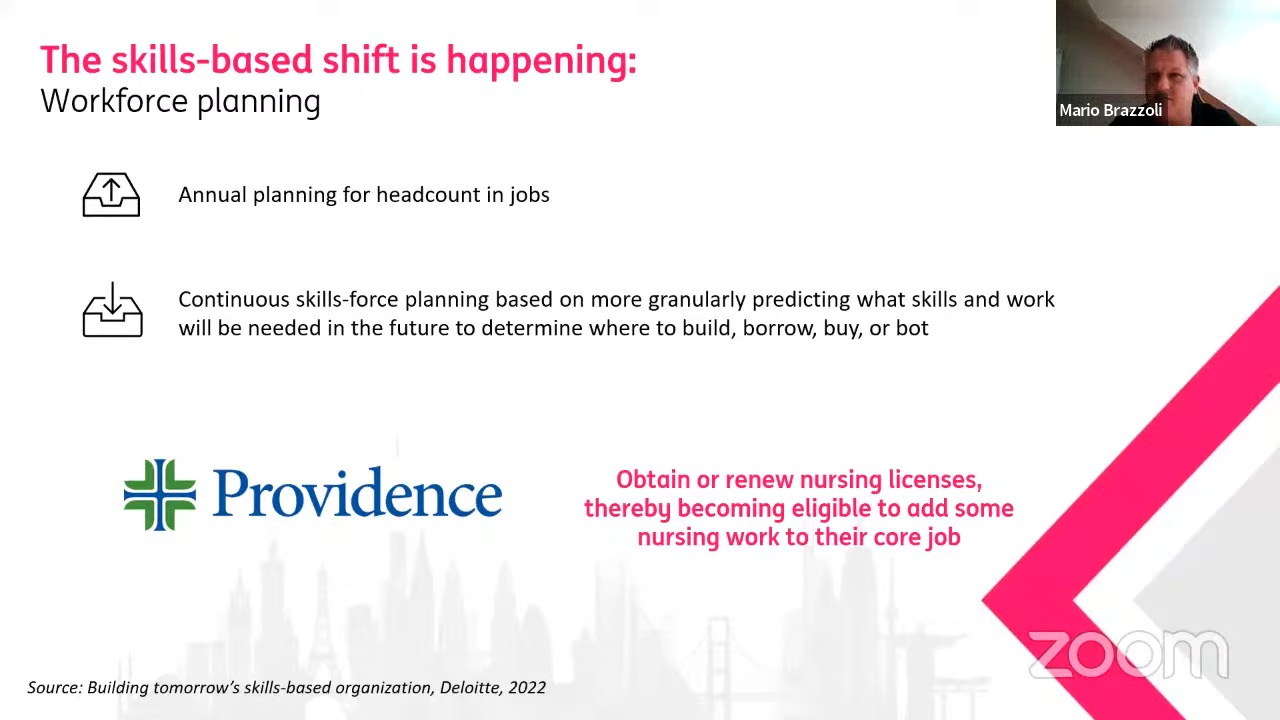 The skills-based shift is happening:
Workforce planning
Mario Brazzoli
Annual planning for headcount in jobs
Continuous skills-force planning based on more granularly predicting what skills and work
will be needed in the future to determine where to build, borrow, buy, or bot
Providence
Obtain or renew nursing licenses,
thereby becoming eligible to add some
nursing work to their core job
zoom
Source: Building tomorrow’s skills-based organization, Deloitte, 2022